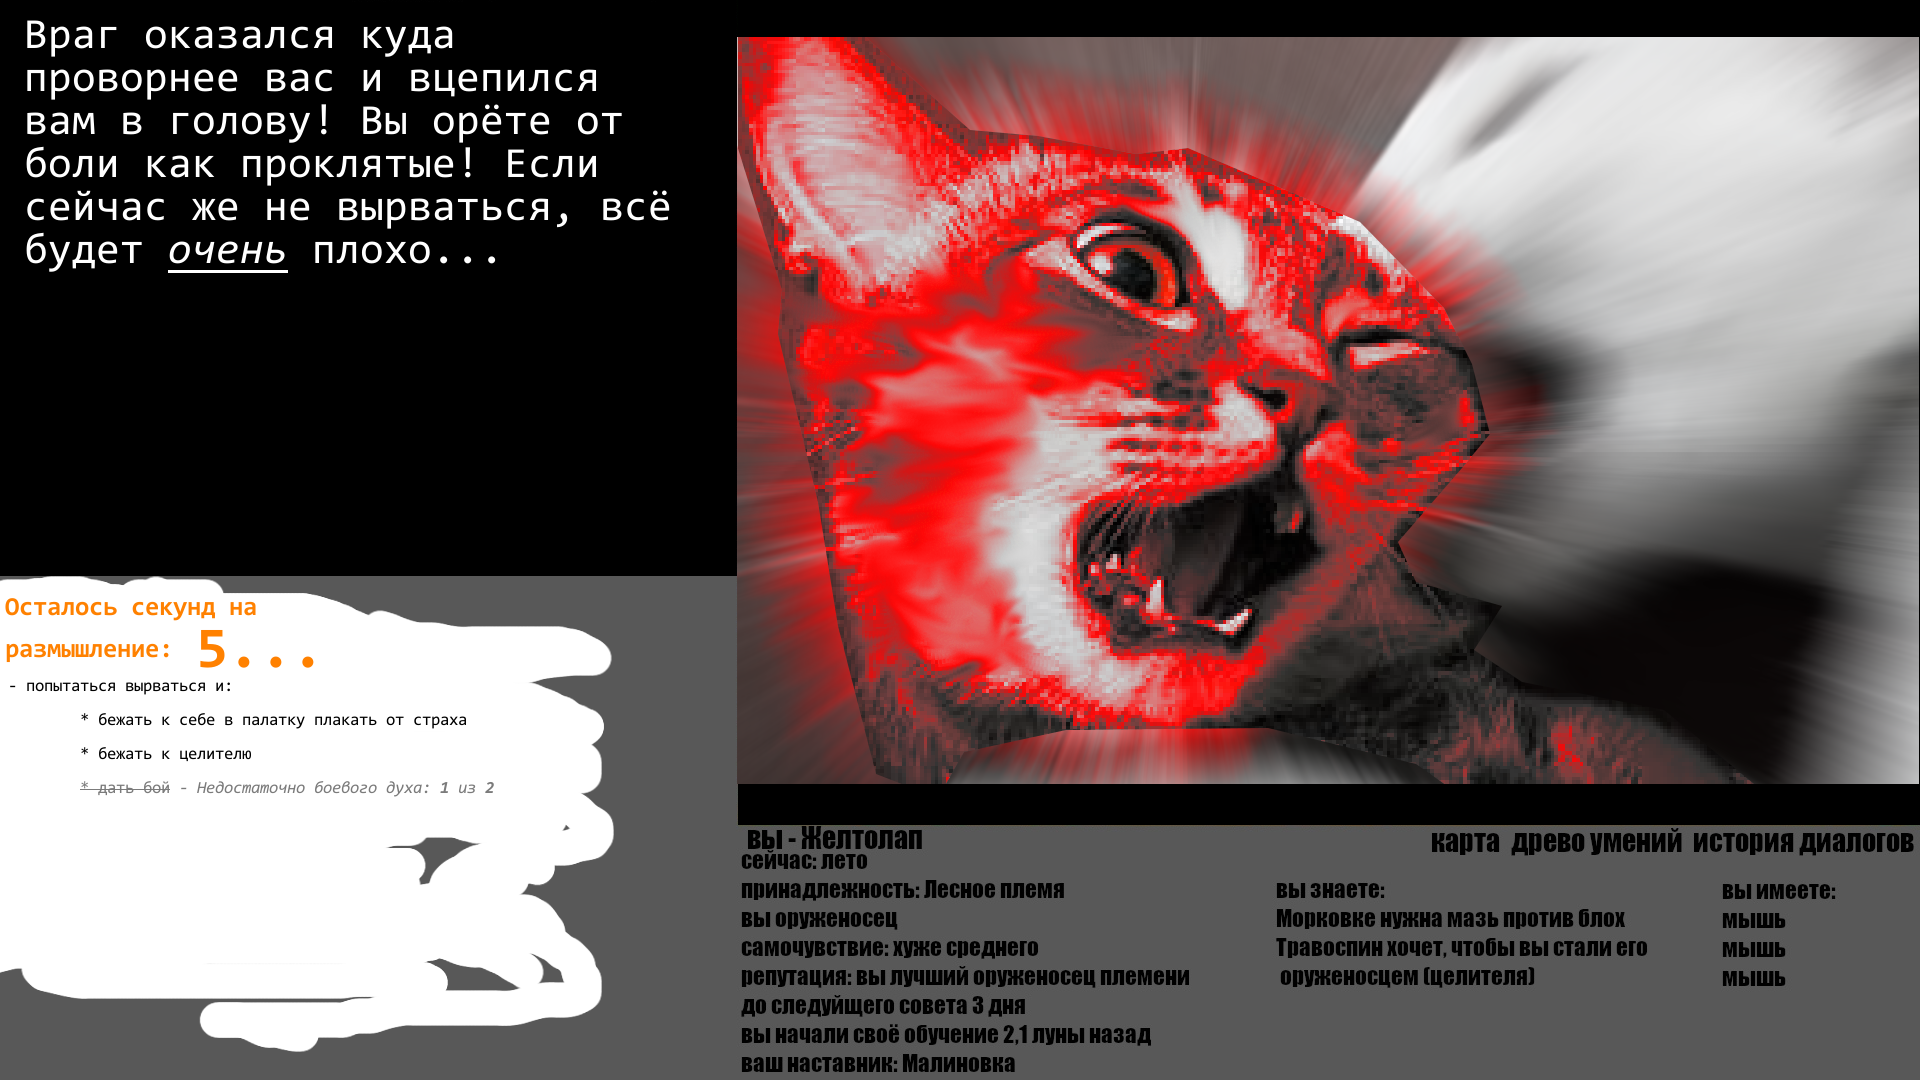 Враг оказался куда
проворнее вас и вцепился
вам в голову! Вы орёте от
боли как проклятые! Если
сейчас же не вырваться, всё
будет очень плохо...
Осталось секунд на
размышление: 5...
- попытаться вырваться и:
* бежать к себе в палатку плакать от страха
* бежать к целителю
* дать бой - Недостаточно боевого духа: 1 из 2
вы - Желтолап
сейчас: лето
принадлежность: Лесное племя
вы оруженосец
самочувствие: хуже среднего
репутация: вы лучший оруженосец племени
до следуйщего совета 3 дня
вы начали своё обучение 2,1 луны назад
ваш наставник: Малиновка
карта древо умений история диалогов
вы знаете:
Морковке нужна мазь против блох
Травоспин хочет, чтобы вы стали его
оруженосцем (целителя)
вы имеете:
мышь
мышь
мышь